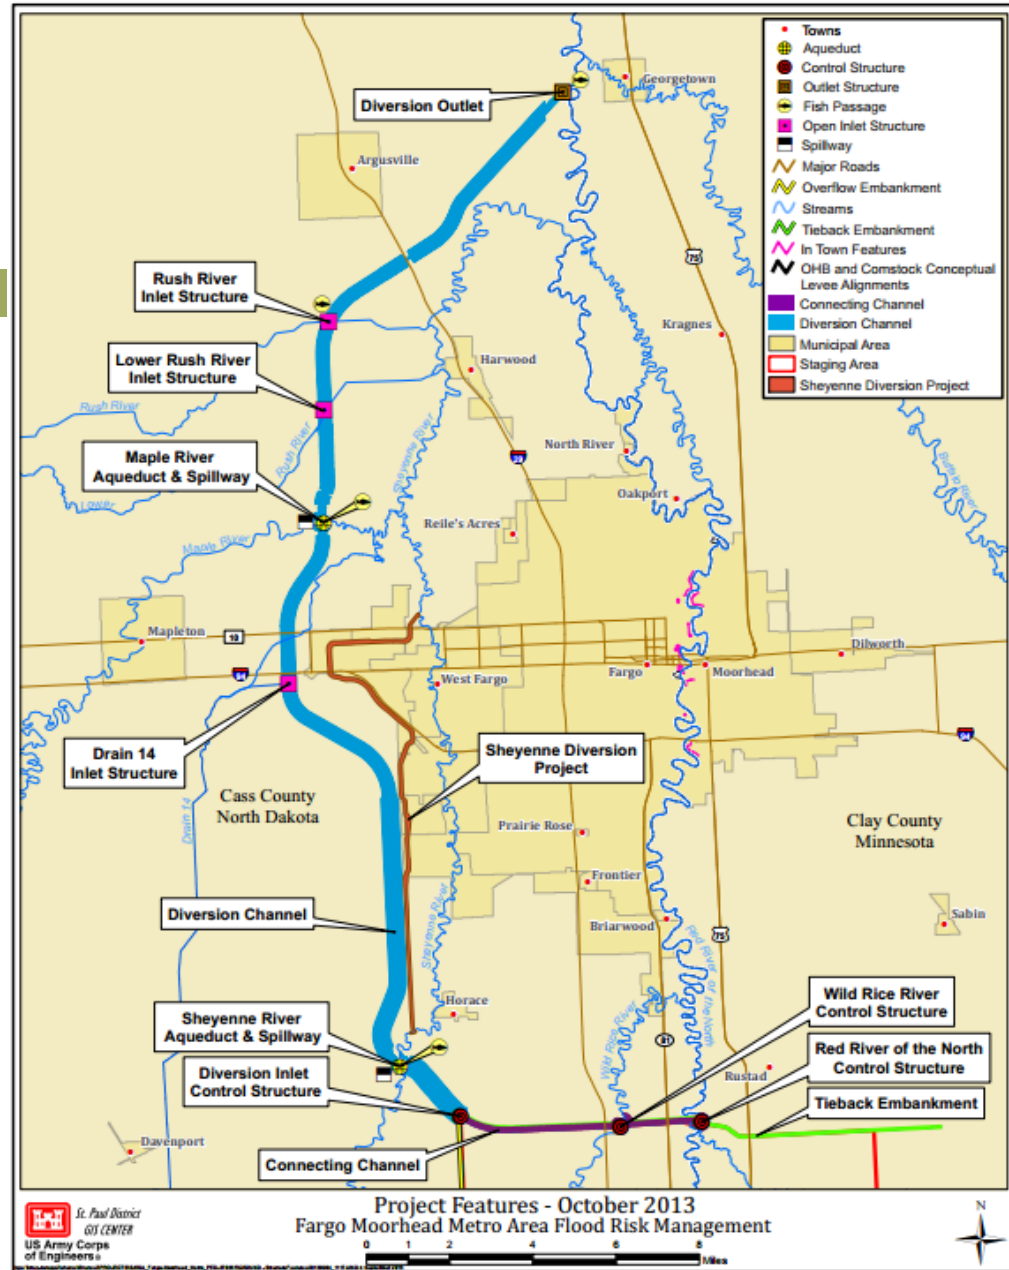 Towns
Aqueduct
Control Structure
Outlet Structure
Fish Passage
Open Inlet Structure
Spillway
Major Roads
Overflow Embankment
Streams
Tieback Embankment
In Town Features
OHB and Comstock Conceptual
Levee Alignments
Connecting Channel
Diversion Channel
Municipal Area
Staging Area
Sheyenne Diversion Project
Georgetown
Diversion Outlet
Argusville
75
Rush River
Inlet Structure
Kragnes
Lower Rush River
Inlet Structure
Harwood
Rush River
Rush River
Sheyenne River
Maple River
Aqueduct & Spillway
North River
29
Buffalo River
Lower
Oakport
Reile's Acres
Maple River
Mapleton
10
Dilworth
94
West Fargo
Fargo
Moorhead
Drain 14
Inlet Structure
Sheyenne Diversion
Project
94
Cass County
North Dakota
Drain 14
Prairie Rose
Clay County
Minnesota
Frontier
Diversion Channel
Sheyenne River
Briarwood
75
Sabin
Red River of the North
Horace
Wild Rice River
Wild Rice River
Control Structure
Sheyenne River
Aqueduct & Spillway
81
Red River of the North
Control Structure
Diversion Inlet
Control Structure
Rustad
Tieback Embankment
Davenport
Connecting Channel
Project Features - October 2013
Fargo Moorhead Metro Area Flood Risk Management
St. Paul District
GIS CENTER
US Army Corps
of Engineers®
N
0 1 2 4 6 8
Miles